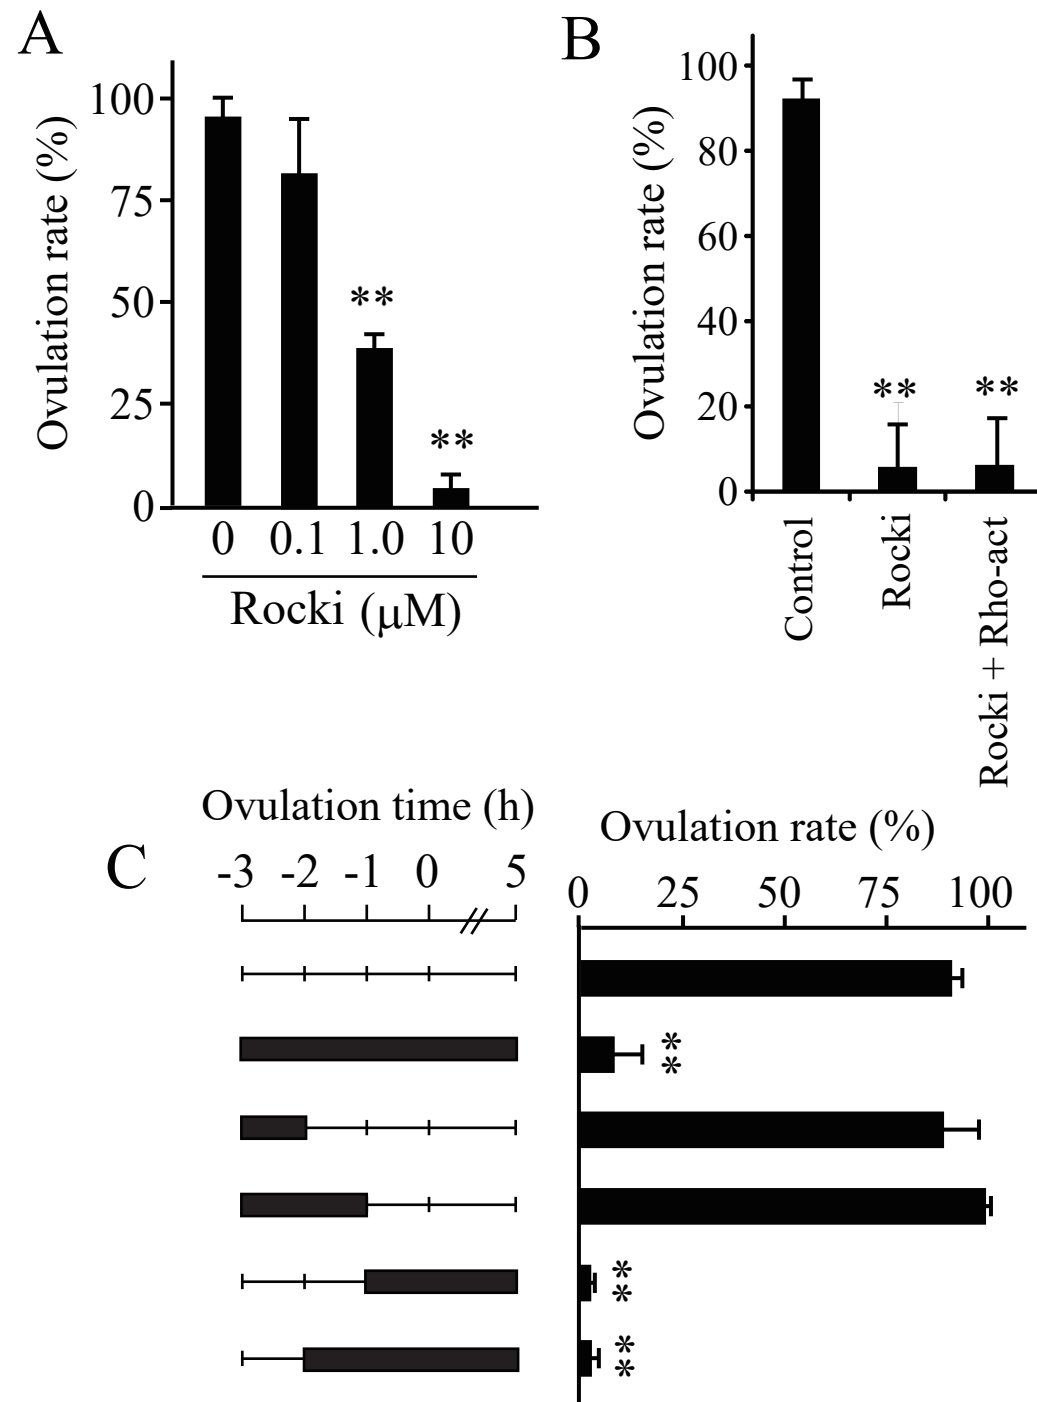 A
Ovulation rate (%)
100
75
50
25
0
**
**
0 0.1 1.0 10
Rocki (μM)
B
Ovulation rate (%)
100
80
60
40
20
0
**
**
Control
Rocki
Rocki + Rho-act
C
Ovulation time (h)
-3 -2 -1 0 5
Ovulation rate (%)
0 25 50 75 100
**
**
**